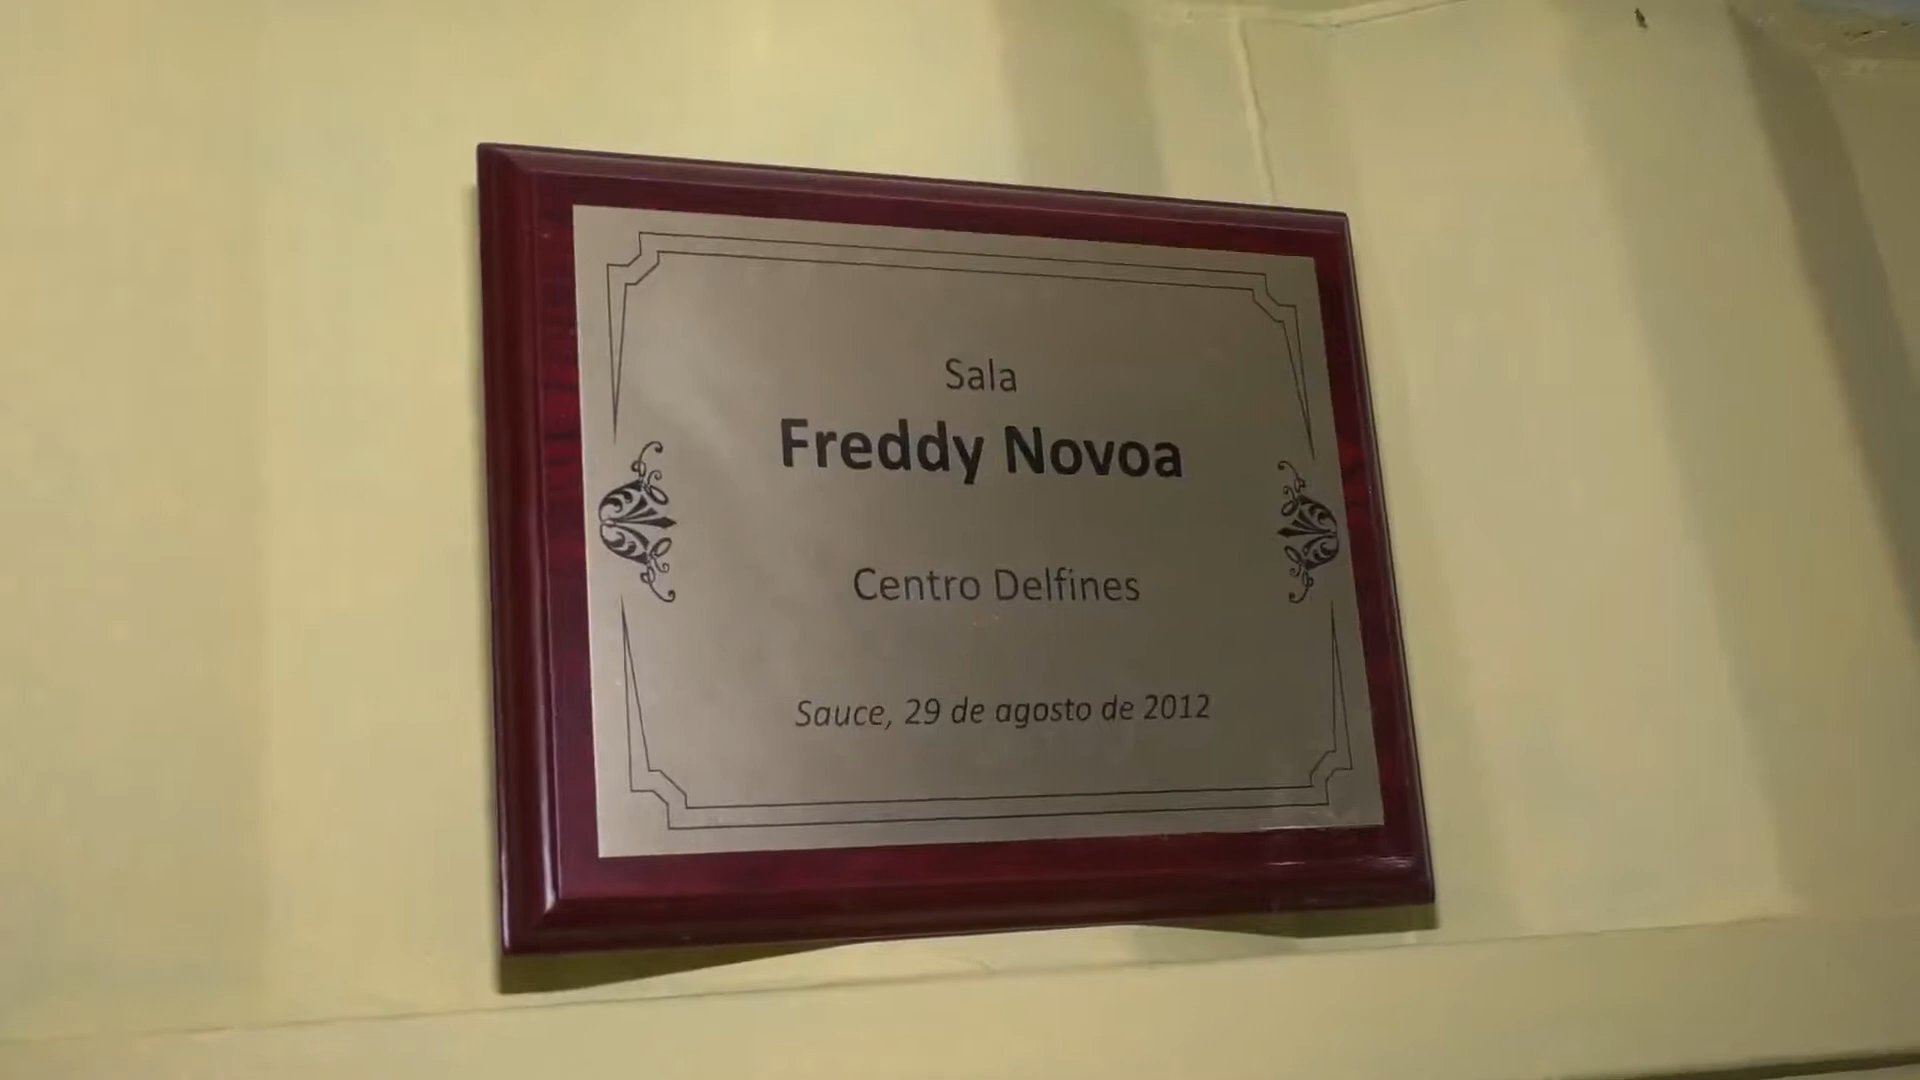 Sala
Freddy Novoa
Centro Delfines
Sauce, 29 de agosto de 2012